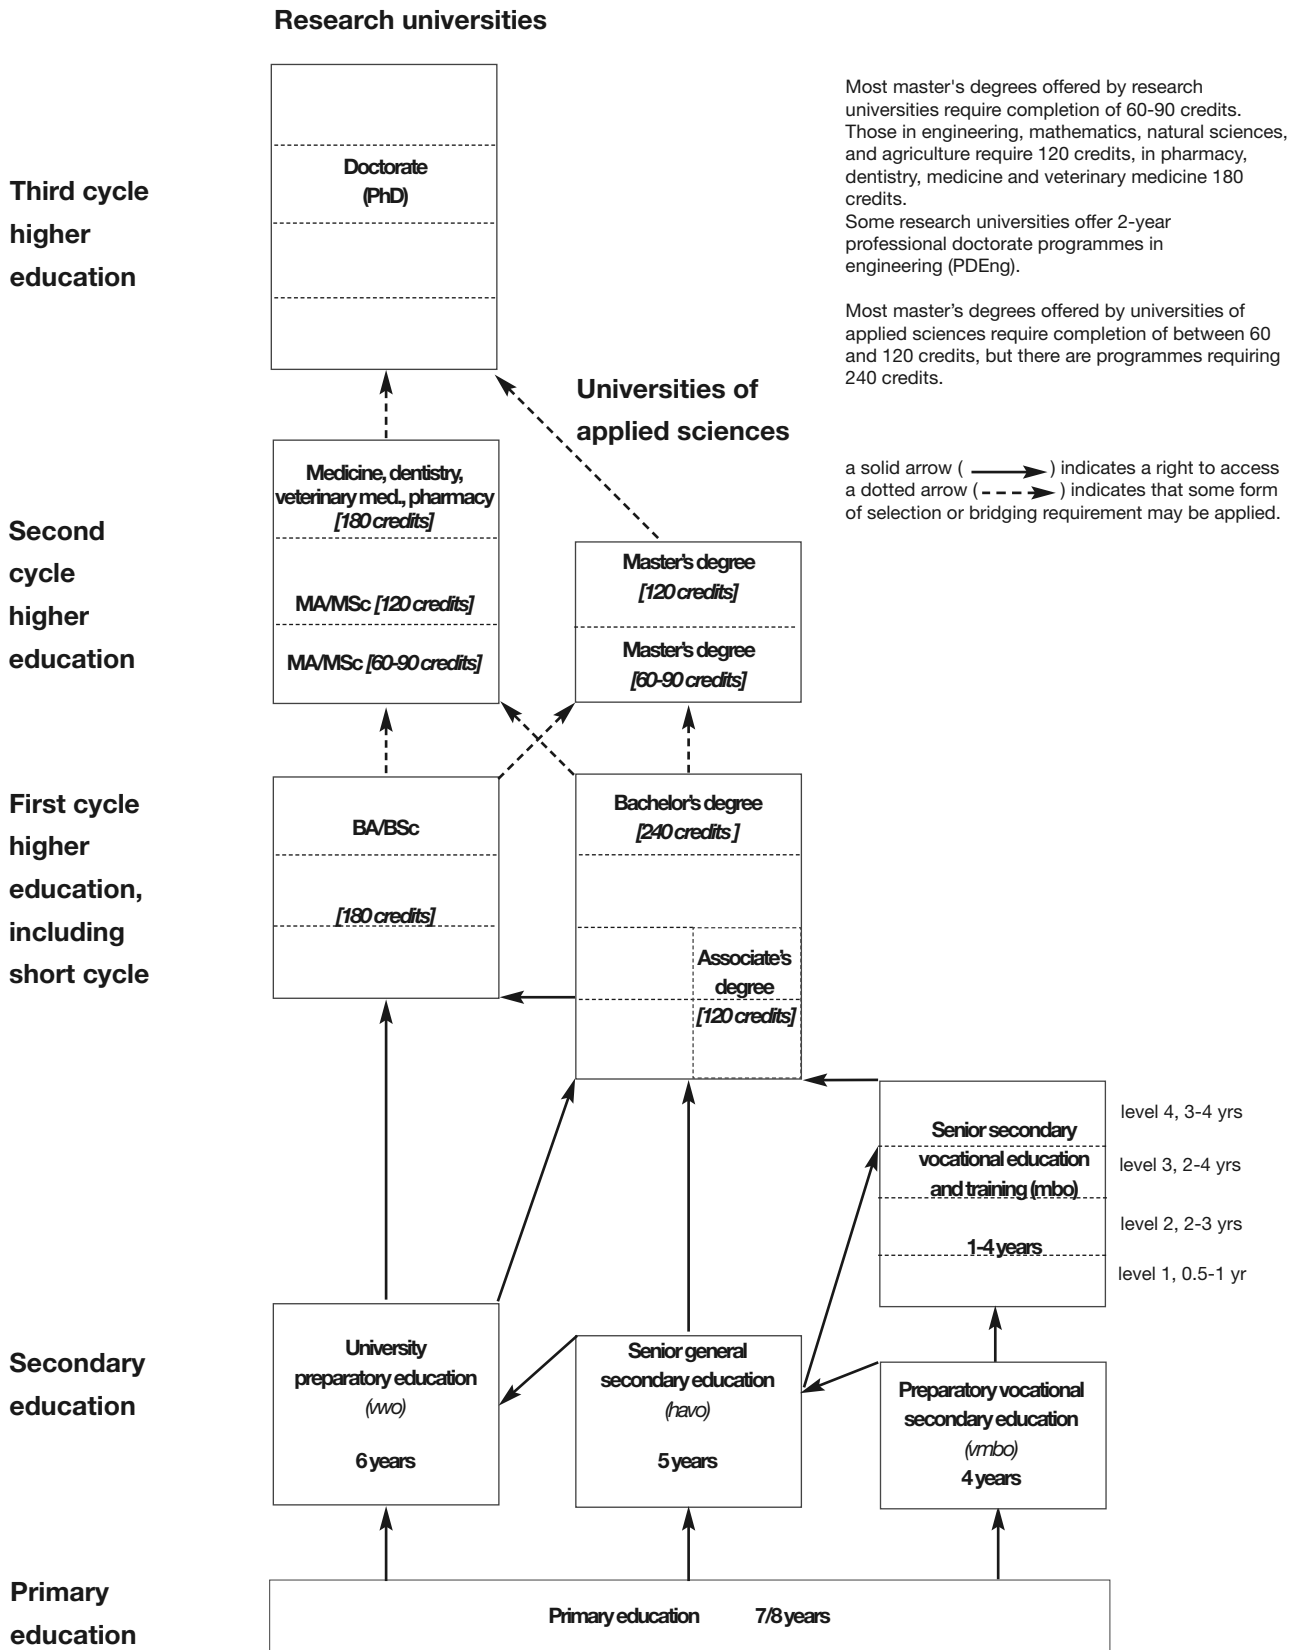 Research universities
Most master's degrees offered by research
universities require completion of 60-90 credits.
Those in engineering, mathematics, natural sciences,
and agriculture require 120 credits, in pharmacy,
dentistry, medicine and veterinary medicine 180
credits.
Some research universities offer 2-year
professional doctorate programmes in
engineering (PDEng).
Most master’s degrees offered by universities of
applied sciences require completion of between 60
and 120 credits, but there are programmes requiring
240 credits.
a solid arrow ( ) indicates a right to access
a dotted arrow ( ) indicates that some form
of selection or bridging requirement may be applied.
Third cycle
higher
education
Doctorate
(PhD)
Universities of
applied sciences
Second
cycle
higher
education
Medicine, dentistry,
veterinary med., pharmacy
[180 credits]
MA/MSc [120 credits]
MA/MSc [60-90 credits]
Master's degree
[120 credits]
Master's degree
[60-90 credits]
First cycle
higher
education,
including
short cycle
BA/BSc
[180 credits]
Bachelor's degree
[240 credits ]
Associate's
degree
[120 credits]
Senior secondary
vocational education
and training (mbo)
1-4 years
level 4, 3-4 yrs
level 3, 2-4 yrs
level 2, 2-3 yrs
level 1, 0.5-1 yr
Secondary
education
University
preparatory education
(vwo)
6 years
Senior general
secondary education
(havo)
5 years
Preparatory vocational
secondary education
(vmbo)
4 years
Primary
education
Primary education 7/8 years